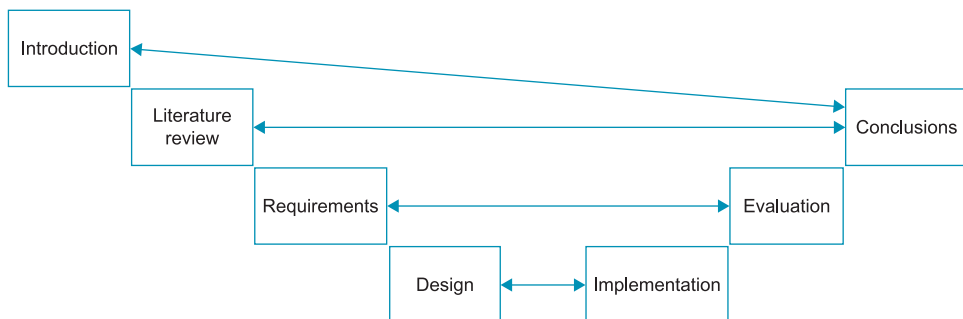 Introduction
Literature
review
Conclusions
Requirements
Evaluation
Design
Implementation